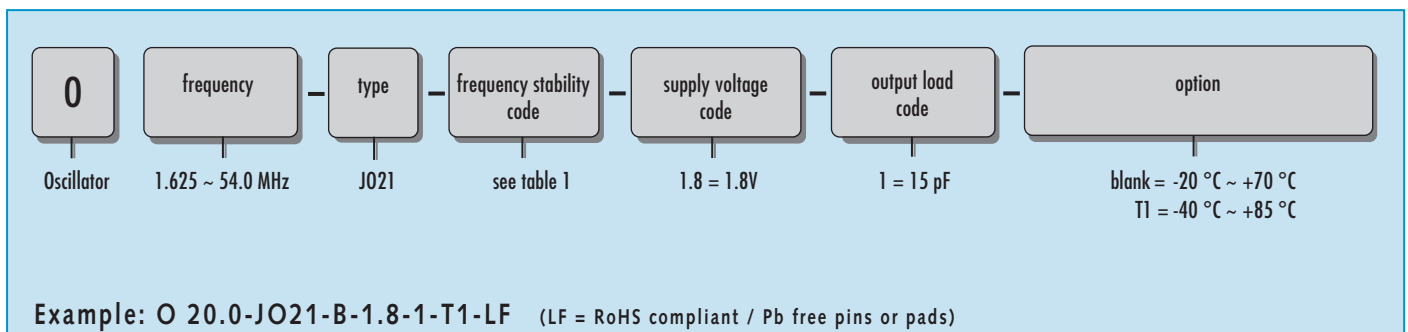 O
frequency
–
type
–
frequency stability
code
–
supply voltage
code
–
output load
code
–
option
Oscillator
1.625 ~ 54.0 MHz
JO21
see table 1
1.8 = 1.8V
1 = 15 pF
blank = -20 °C ~ +70 °C
T1 = -40 °C ~ +85 °C
Example: O 20.0-JO21-B-1.8-1-T1-LF (LF = RoHS compliant / Pb free pins or pads)